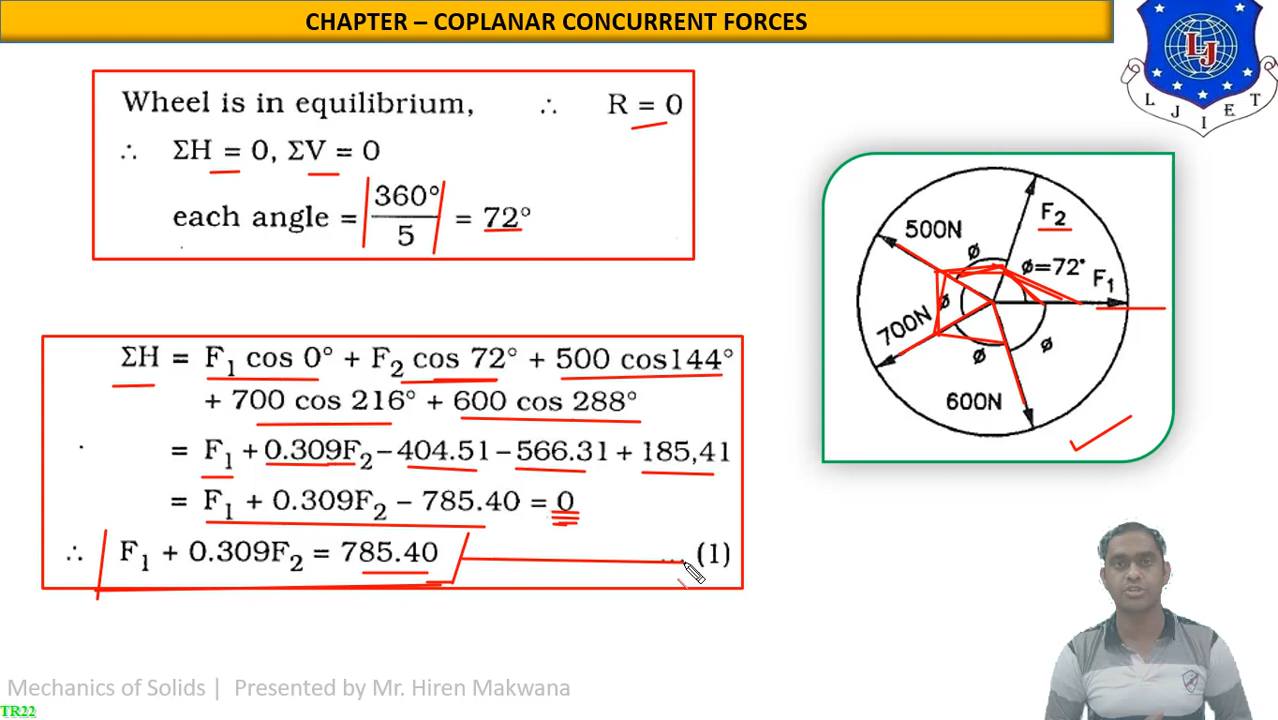 CHAPTER – COPLANAR CONCURRENT FORCES
LJ
L J I E T
Wheel is in equilibrium, ∴ R = 0
∴ ΣH = 0, ΣV = 0
each angle = 360°/5 = 72°
ΣH = F₁ cos 0° + F₂ cos 72° + 500 cos144°
+ 700 cos 216° + 600 cos 288°
= F₁ + 0.309F₂ – 404.51 – 566.31 + 185,41
= F₁ + 0.309F₂ – 785.40 = 0
∴ F₁ + 0.309F₂ = 785.40 ... (1)
500N
F₂
ø
ø=72°
F₁
ø
700N
ø
ø
600N
Mechanics of Solids | Presented by Mr. Hiren Makwana
TR22